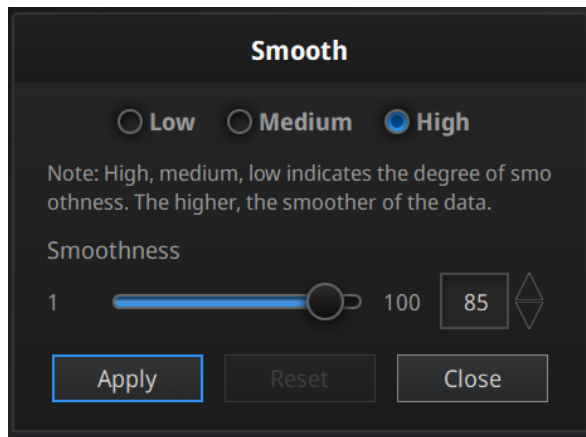 Smooth
Low Medium High
Note: High, medium, low indicates the degree of smo
othness. The higher, the smoother of the data.
Smoothness
1 100 85
Apply Reset Close